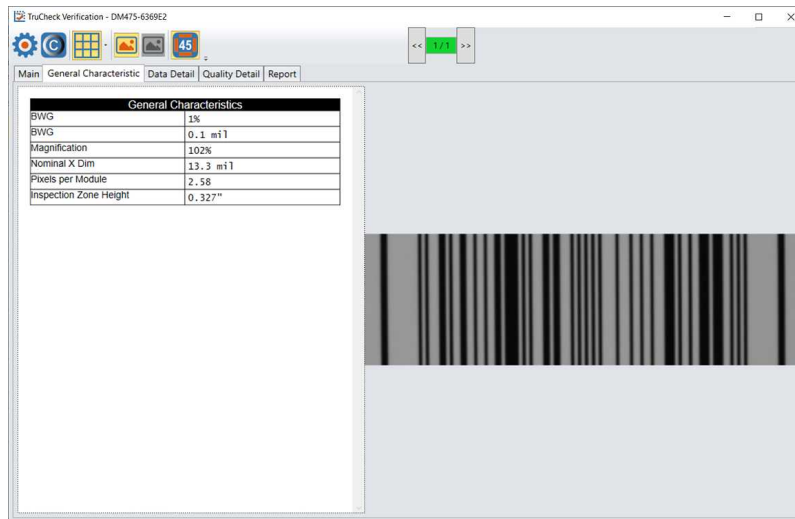 TruCheck Verification - DM475-6369E2
45
<< 1/1 >>
Main General Characteristic Data Detail Quality Detail Report
General Characteristics
BWG 1%
BWG 0.1 mil
Magnification 102%
Nominal X Dim 13.3 mil
Pixels per Module 2.58
Inspection Zone Height 0.327"